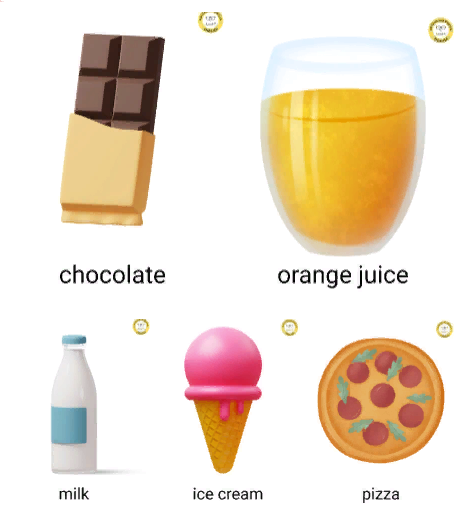 chocolate
orange juice
milk
ice cream
pizza